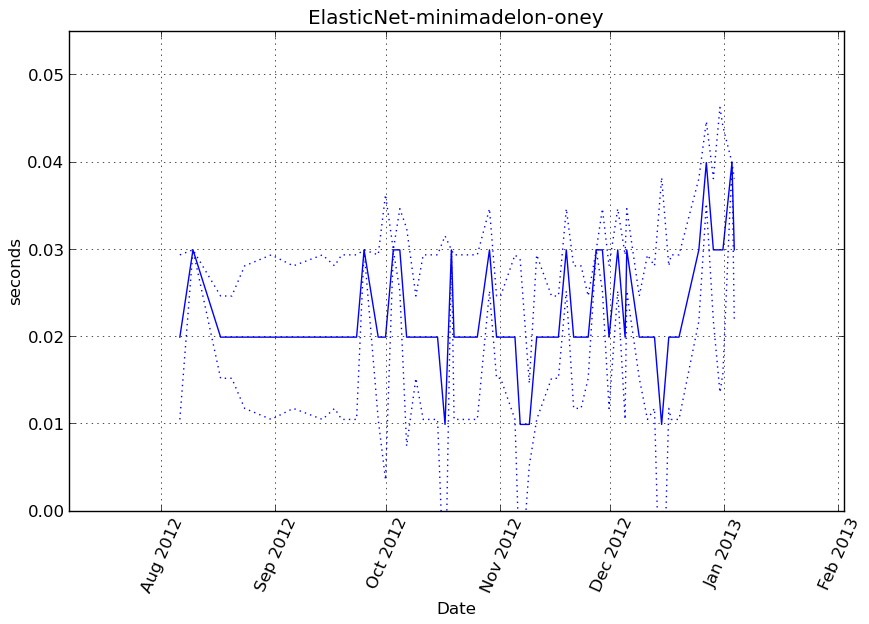 ElasticNet-minimadelon-oney
0.05
0.04
0.03
0.02
0.01
0.00
seconds
Aug 2012
Sep 2012
Oct 2012
Nov 2012
Dec 2012
Jan 2013
Feb 2013
Date